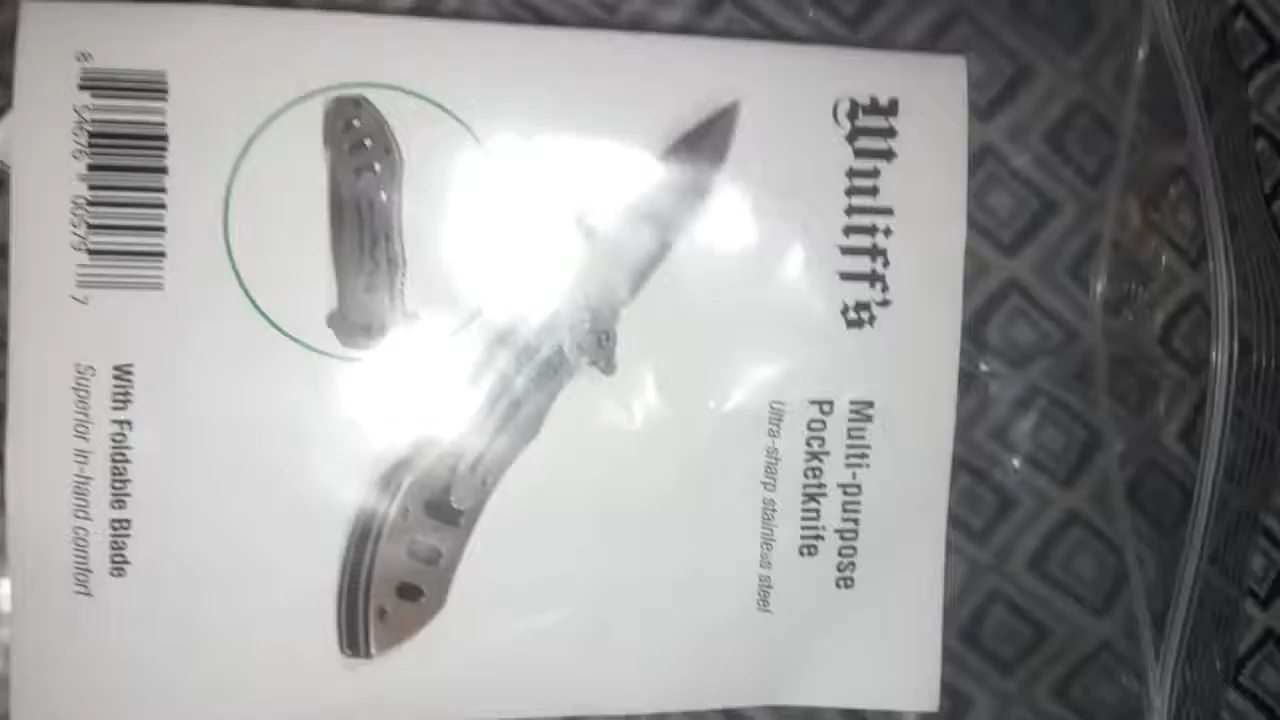 Wuliff's
Multi-purpose
Pocketknife
Ultra-sharp stainless steel
With Foldable Blade
Superior in-hand comfort